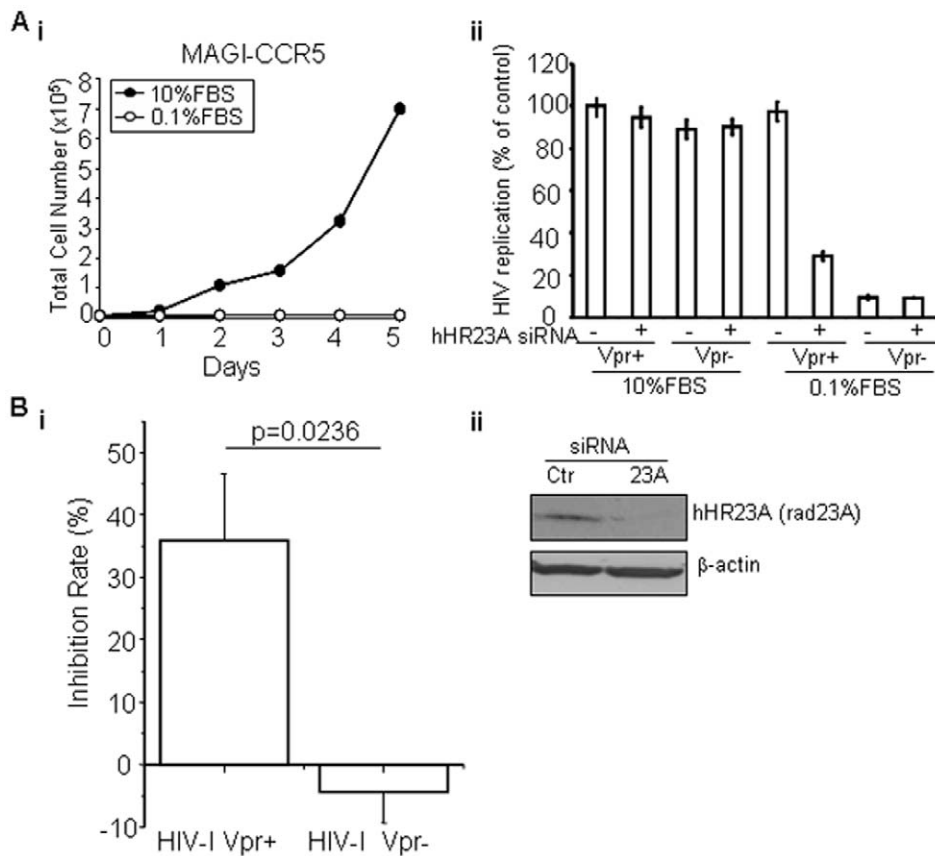 A i
MAGI-CCR5
Total Cell Number (x10⁵)
8
7
6
5
4
3
2
1
0
10%FBS
0.1%FBS
0 1 2 3 4 5
Days
ii
HIV replication (% of control)
120
100
80
60
40
20
0
hHR23A siRNA - + - + - + - +
Vpr+ Vpr- Vpr+ Vpr-
10%FBS 0.1%FBS
B i
Inhibition Rate (%)
50
40
30
20
10
0
-10
p=0.0236
HIV-I Vpr+ HIV-I Vpr-
ii
siRNA
Ctr 23A
hHR23A (rad23A)
β-actin